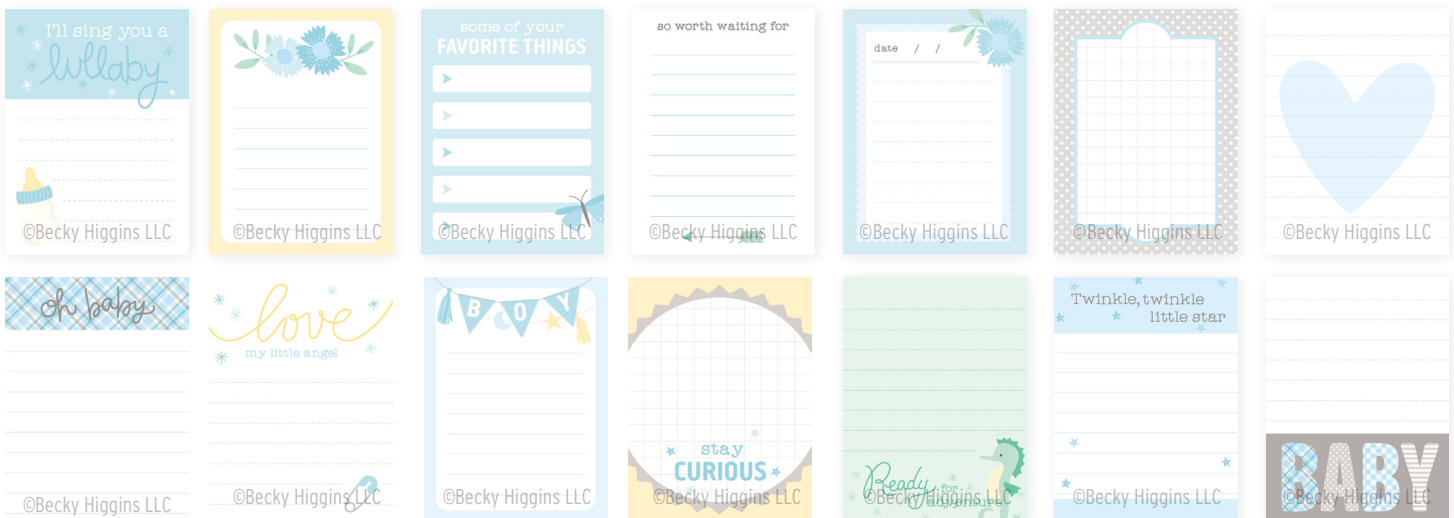 I'll sing you a
lullaby
©Becky Higgins LLC
©Becky Higgins LLC
some of your
FAVORITE THINGS
©Becky Higgins LLC
so worth waiting for
©Becky Higgins LLC
date / /
©Becky Higgins LLC
©Becky Higgins LLC
©Becky Higgins LLC
oh baby
©Becky Higgins LLC
love
my little angel
©Becky Higgins LLC
BOY
©Becky Higgins LLC
stay
CURIOUS
©Becky Higgins LLC
Ready for
adventure
©Becky Higgins LLC
Twinkle, twinkle
little star
©Becky Higgins LLC
BABY
©Becky Higgins LLC